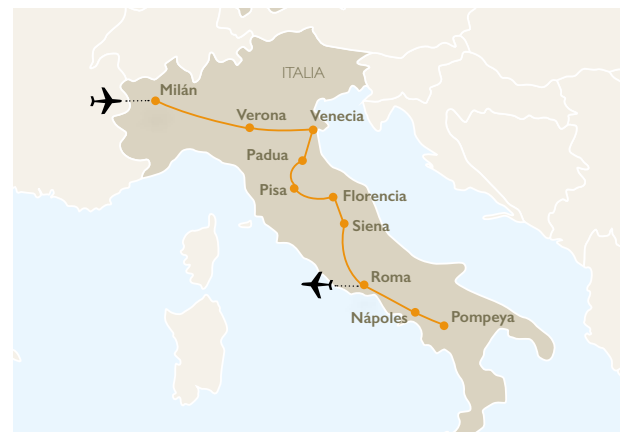 ITALIA
Milán
Verona
Venecia
Padua
Pisa
Florencia
Siena
Roma
Nápoles
Pompeya